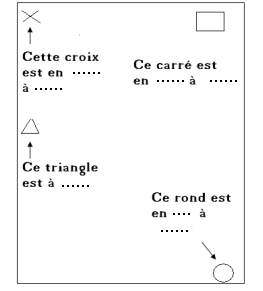 Cette croix
est en ......
à ......
Ce carré est
en ...... à ......
Ce triangle
est à ......
Ce rond est
en .... à
......